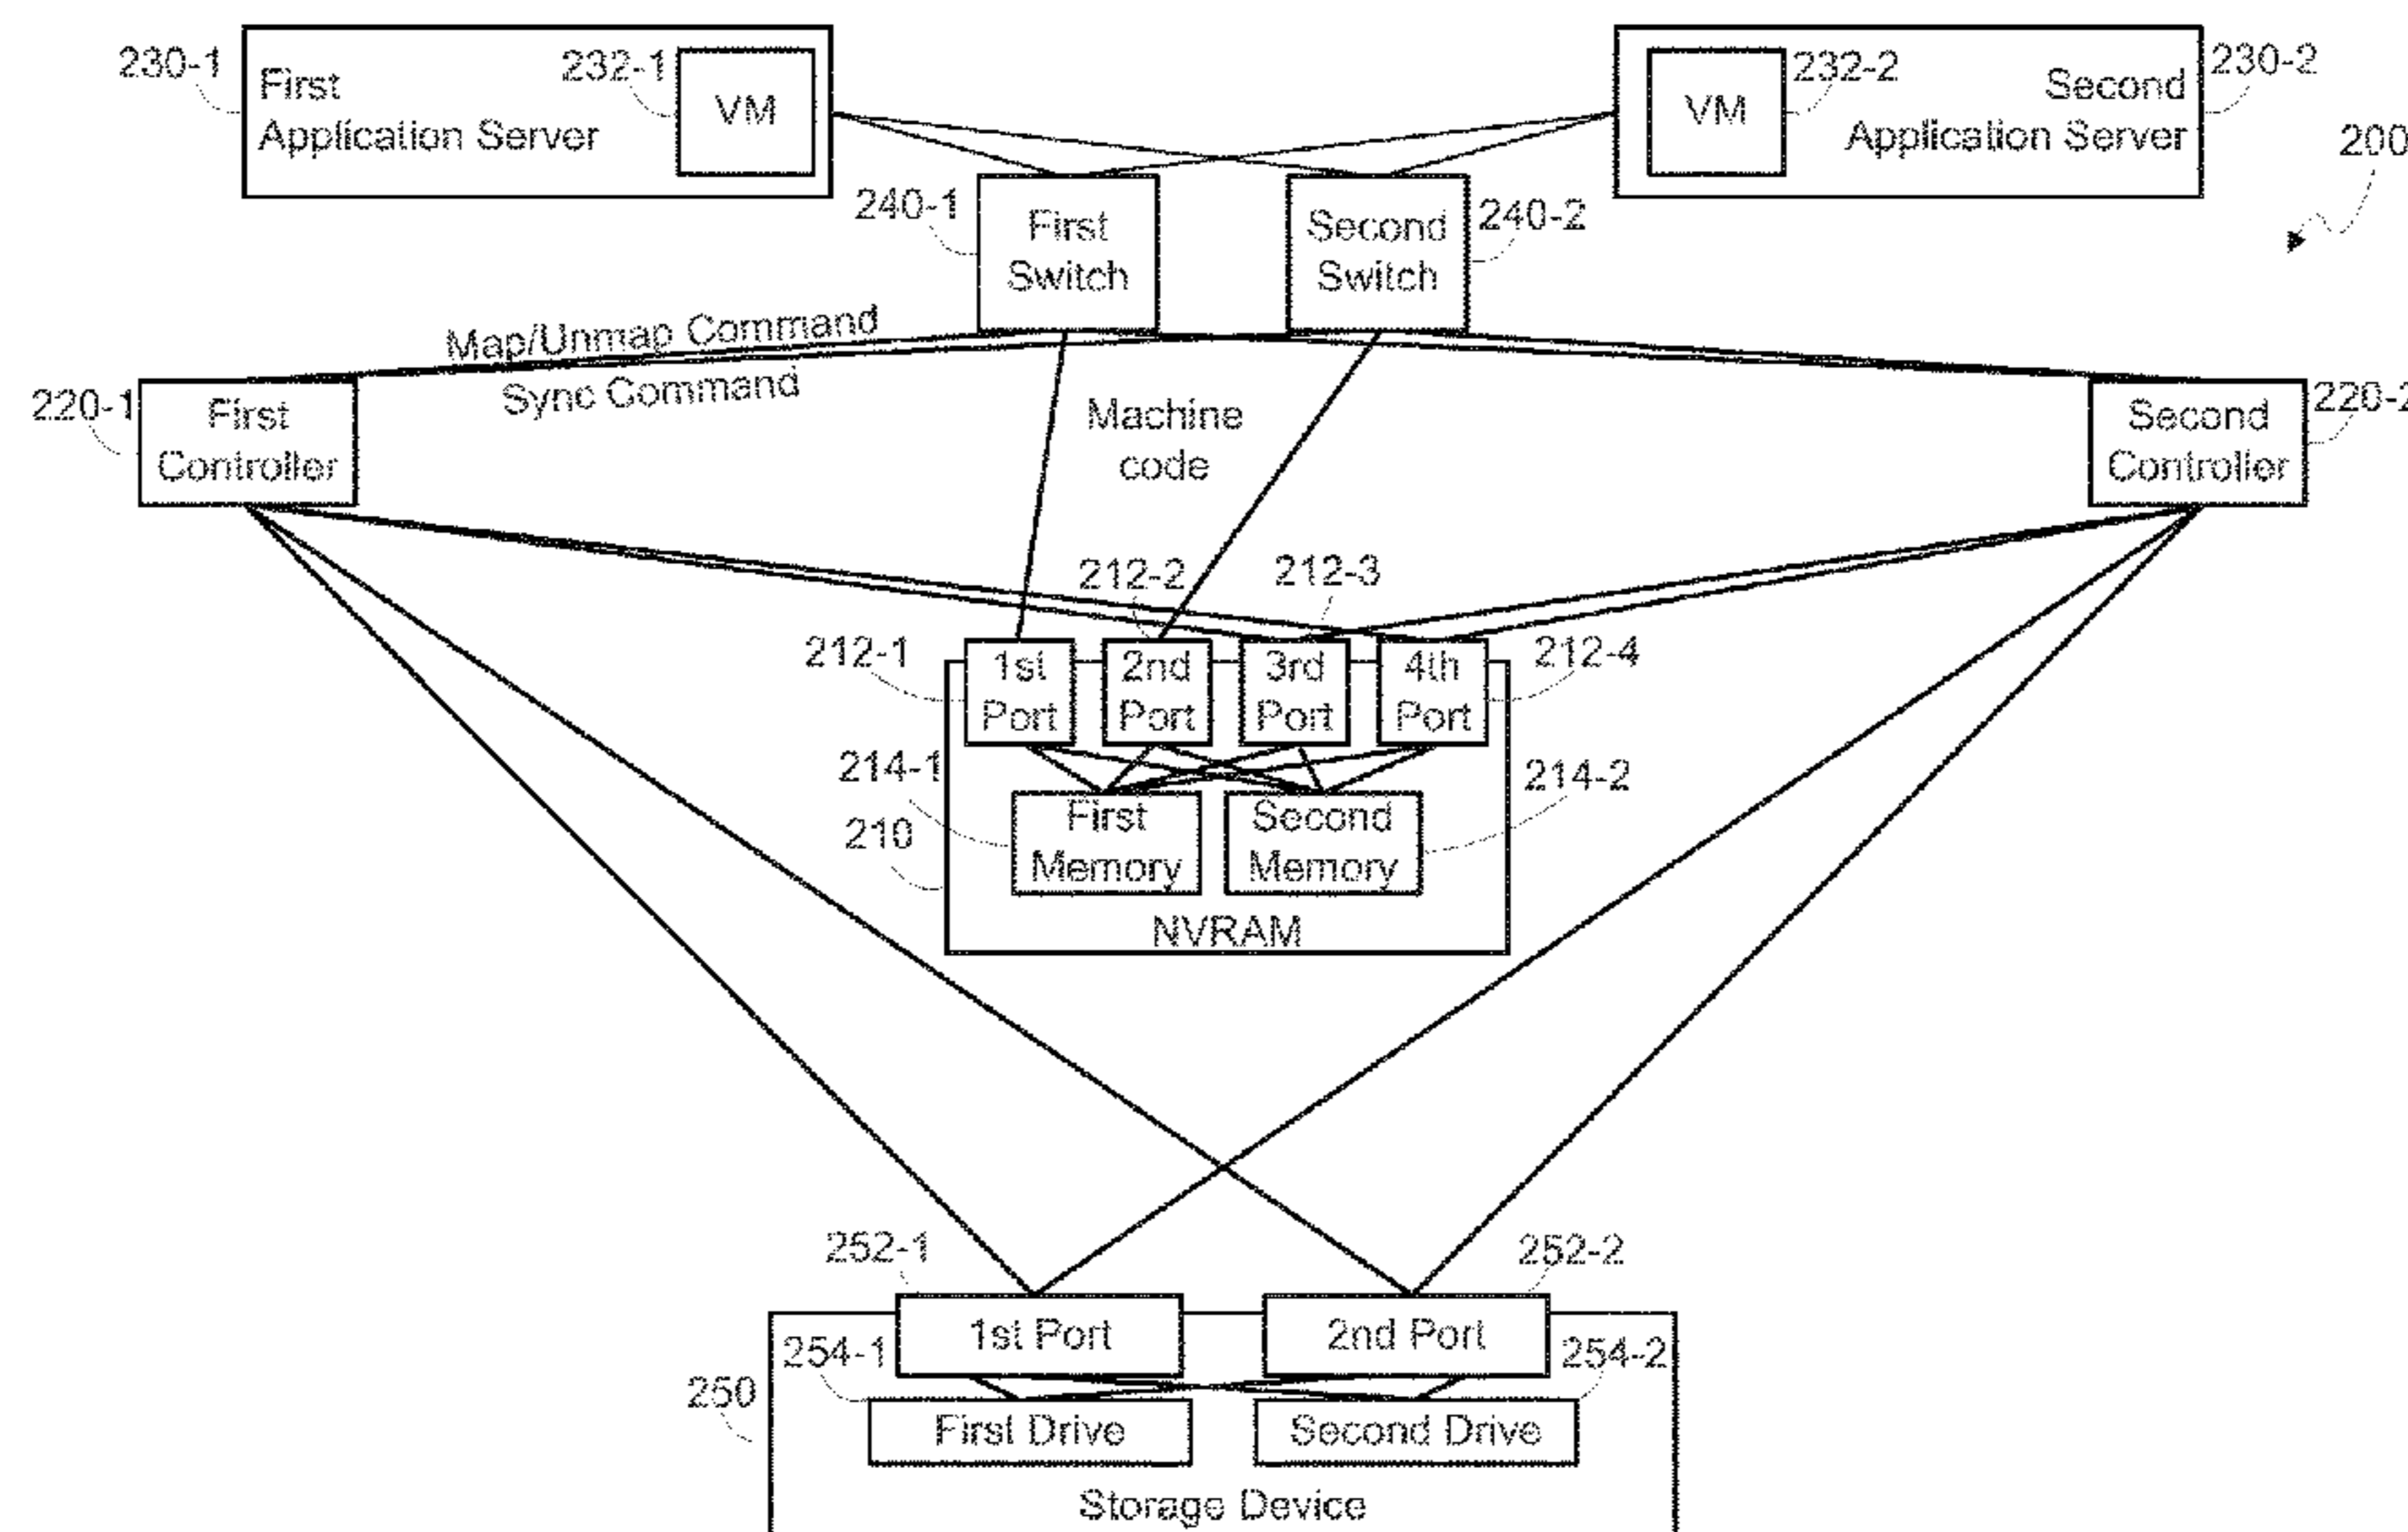 230-1
First
Application Server
232-1
VM
VM
232-2
Second
Application Server
230-2
200
240-1
First
Switch
Second
Switch
240-2
Map/Unmap Command
Sync Command
Machine
code
220-1
First
Controller
Second
Controller
220-2
212-2
212-3
212-1
1st
Port
2nd
Port
3rd
Port
4th
Port
212-4
214-1
214-2
210
First
Memory
Second
Memory
NVRAM
252-1
252-2
1st Port
2nd Port
254-1
254-2
250
First Drive
Second Drive
Storage Device